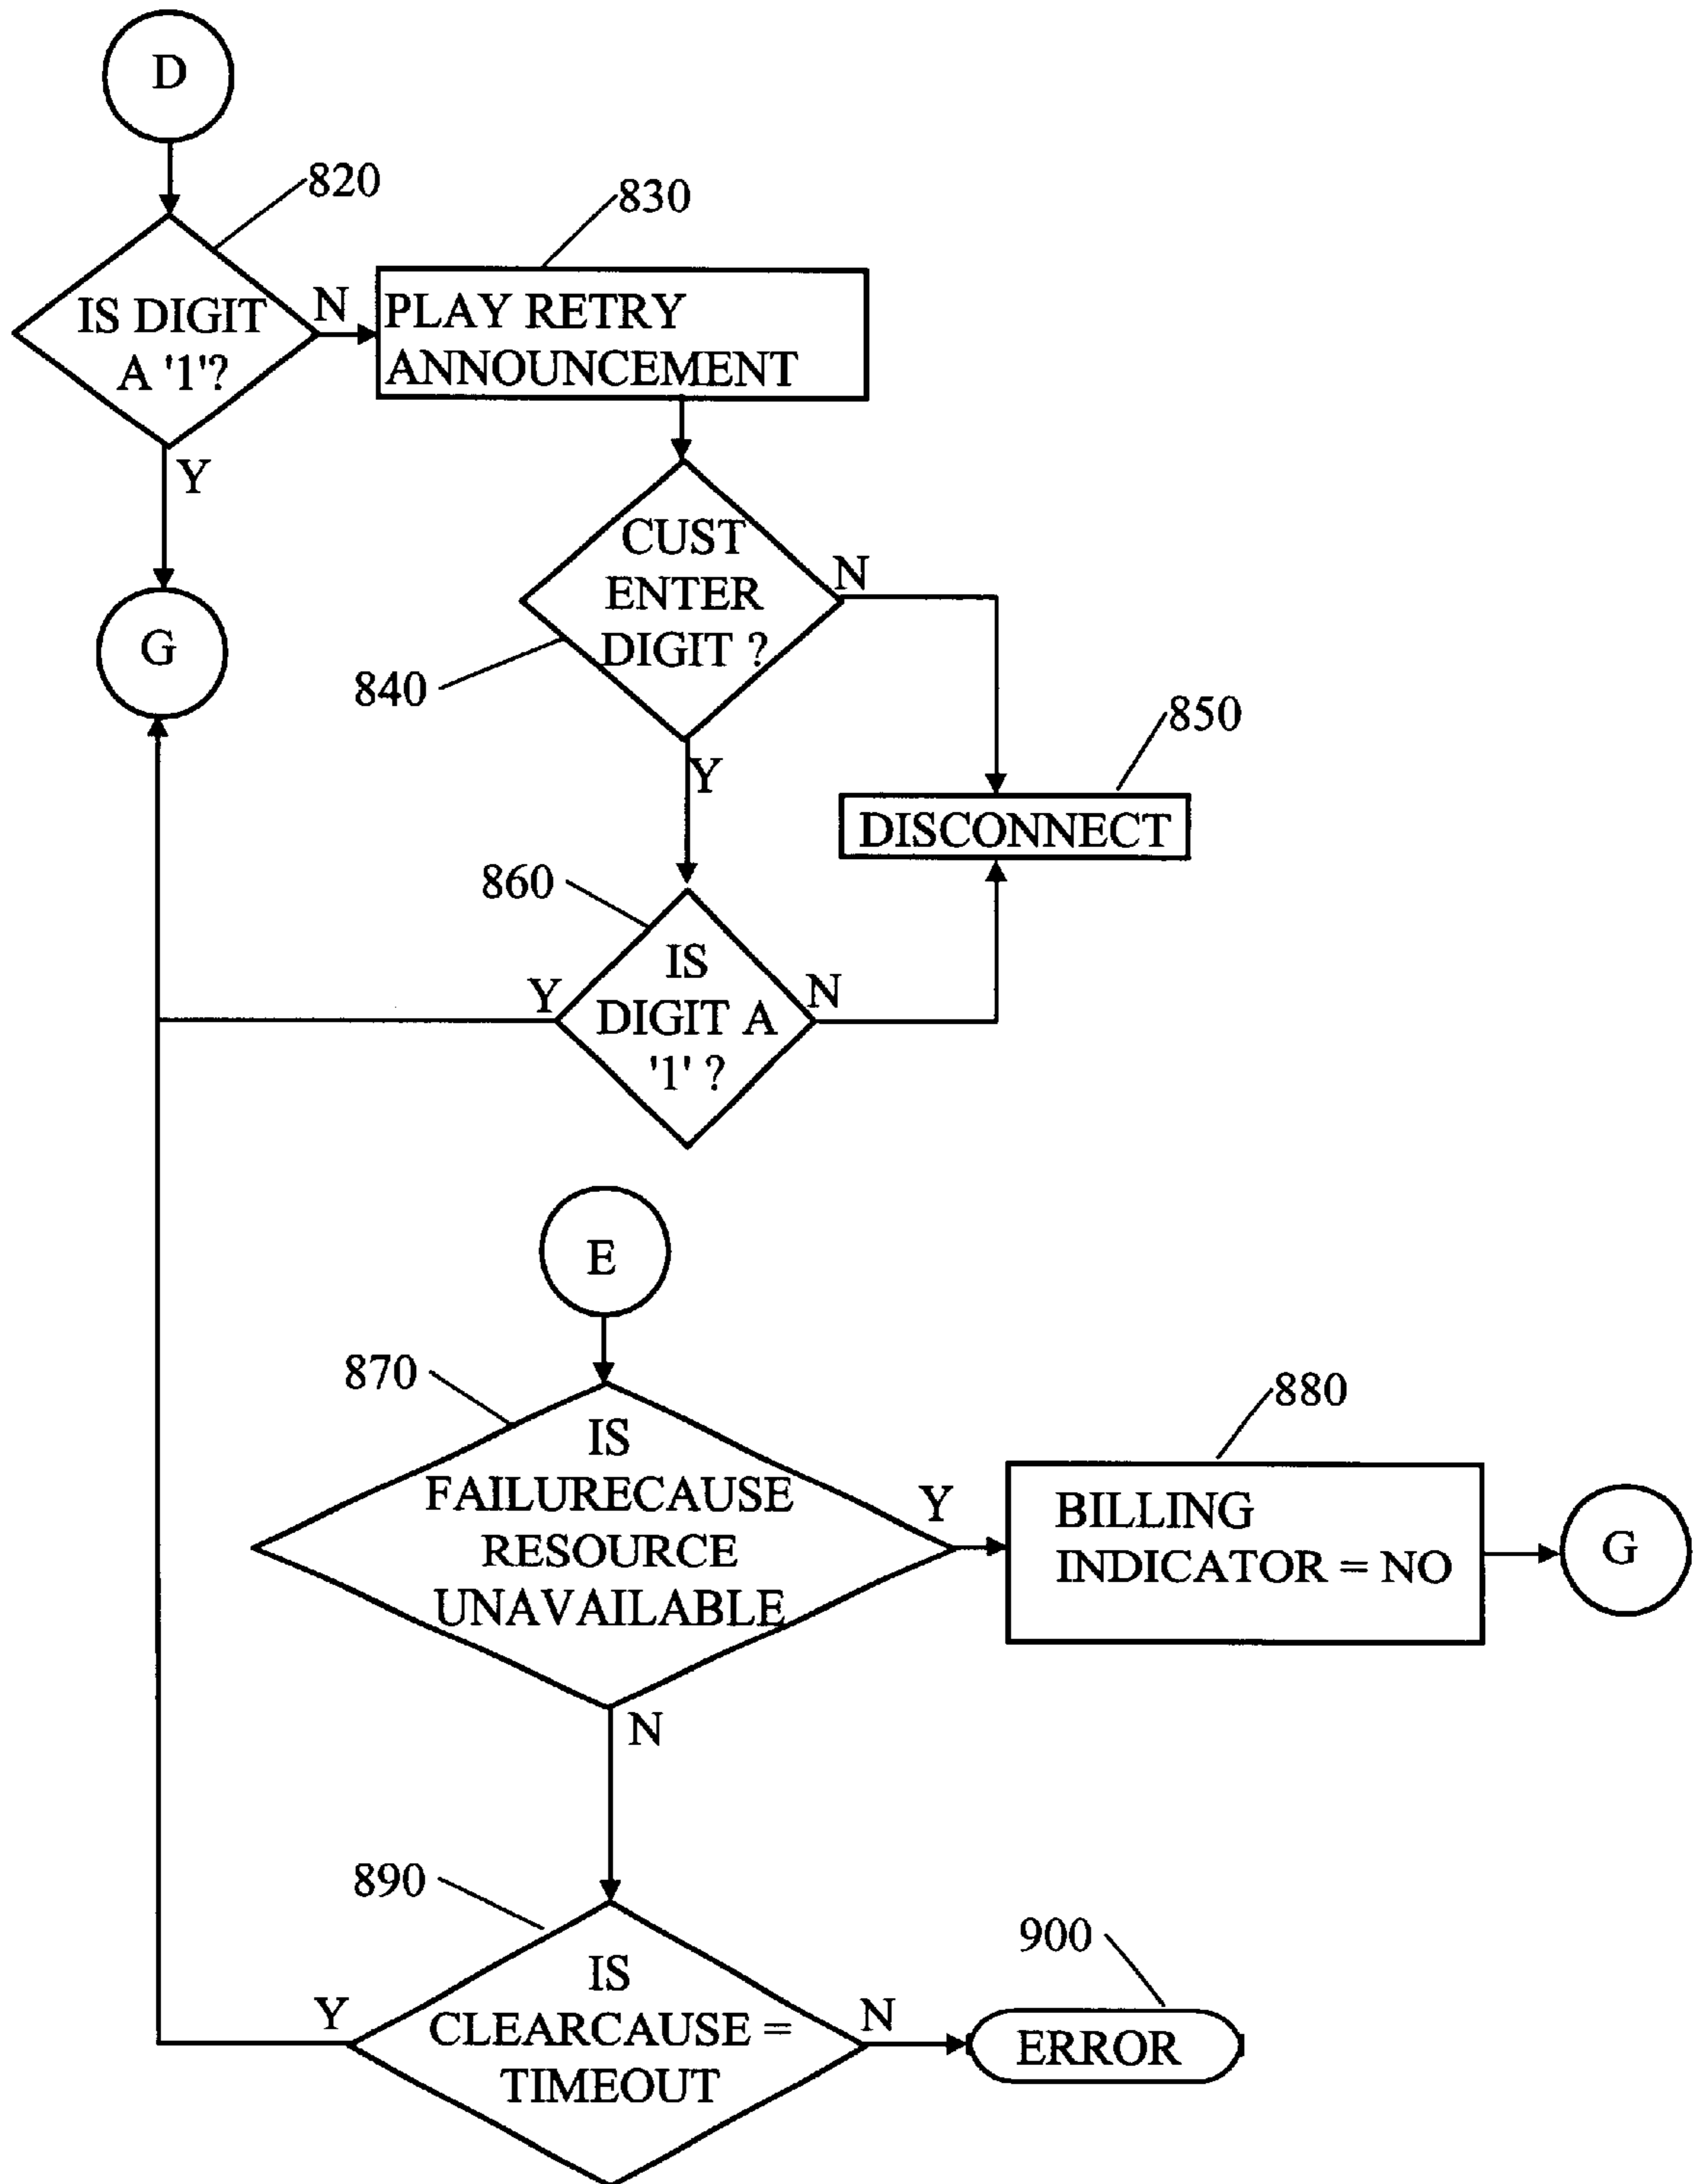 D
820
830
IS DIGIT
A '1'?
N
PLAY RETRY
ANNOUNCEMENT
Y
G
CUST
ENTER
DIGIT ?
N
840
850
Y
DISCONNECT
860
IS
DIGIT A
'1' ?
Y
N
E
870
880
IS
FAILURECAUSE
RESOURCE
UNAVAILABLE
Y
BILLING
INDICATOR = NO
G
N
890
900
IS
CLEARCAUSE =
TIMEOUT
Y
N
ERROR